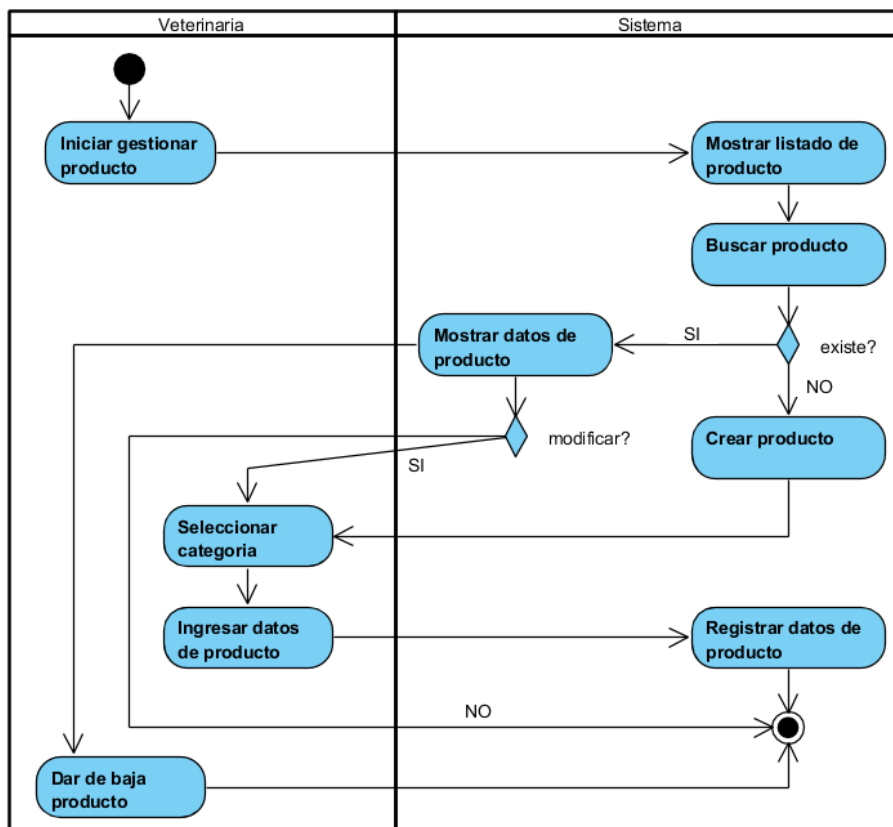 Veterinaria
Sistema
Iniciar gestionar
producto
Mostrar listado de
producto
Buscar producto
Mostrar datos de
producto
SI
existe?
NO
Crear producto
modificar?
SI
Seleccionar
categoria
Ingresar datos
de producto
Registrar datos de
producto
NO
Dar de baja
producto